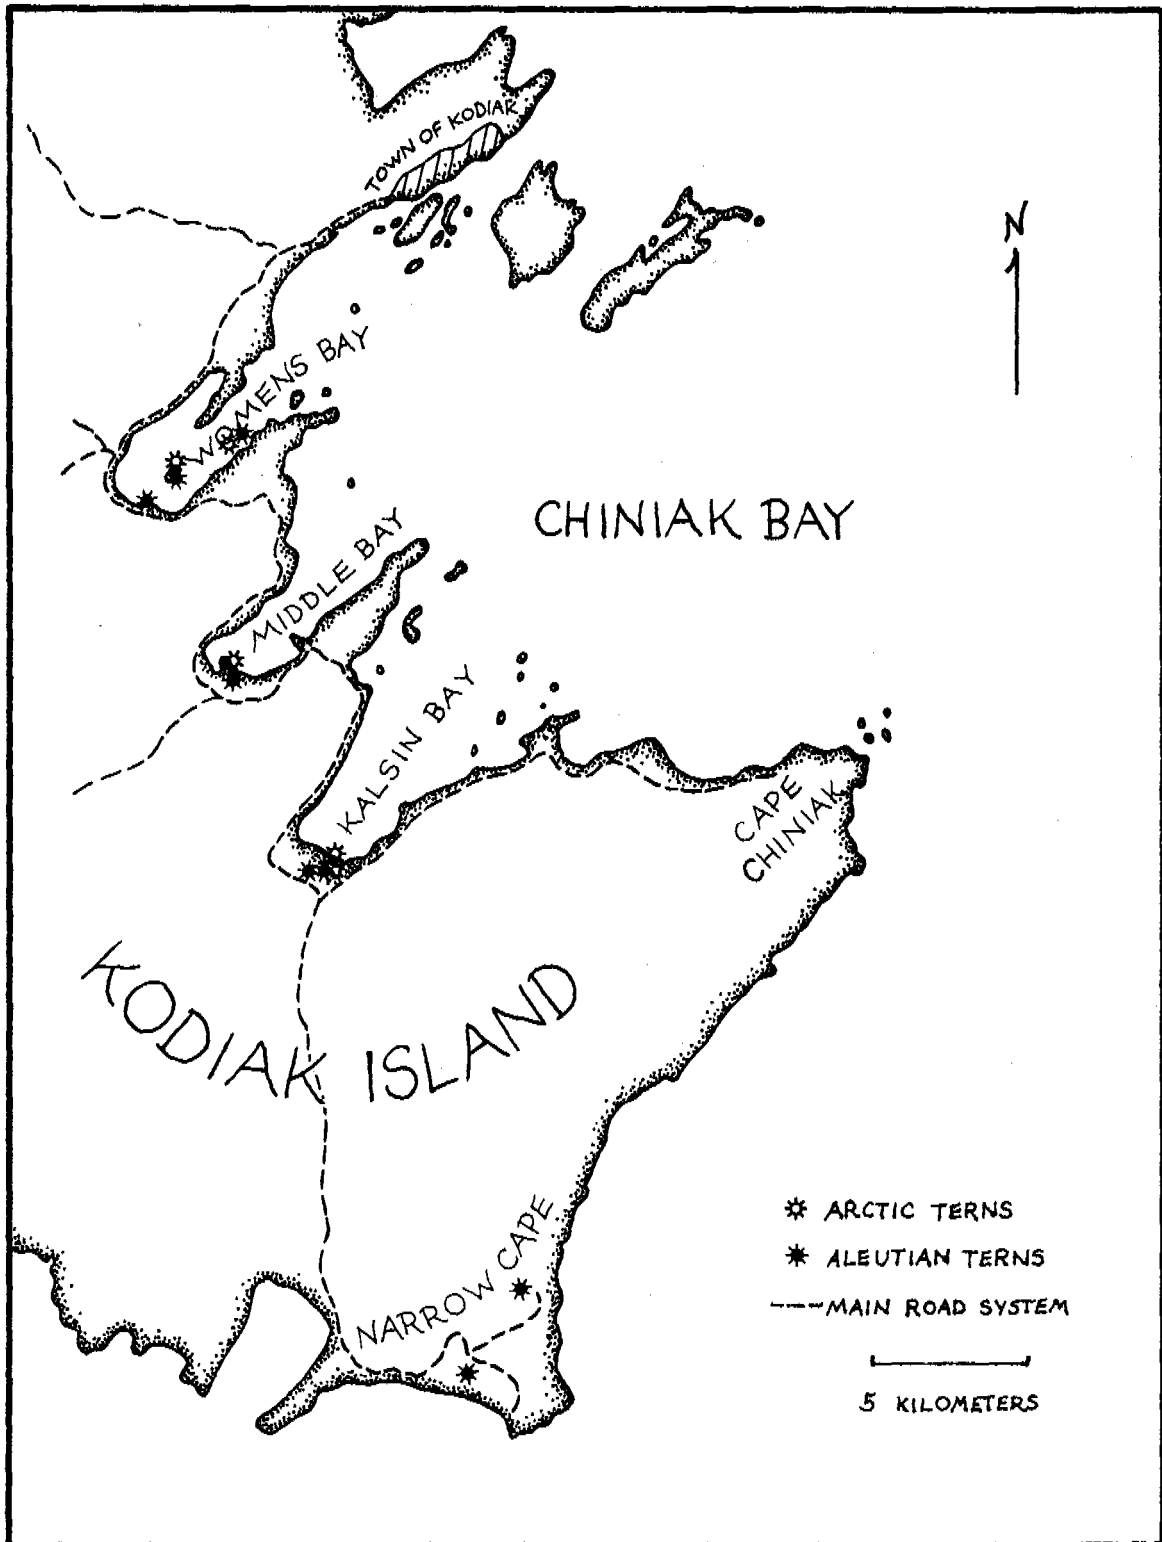 TOWN OF KODIAK
N
WOMENS BAY
CHINIAK BAY
MIDDLE BAY
KALSIN BAY
CAPE
CHINIAK
KODIAK ISLAND
NARROW CAPE
ARCTIC TERNS
ALEUTIAN TERNS
MAIN ROAD SYSTEM
5 KILOMETERS